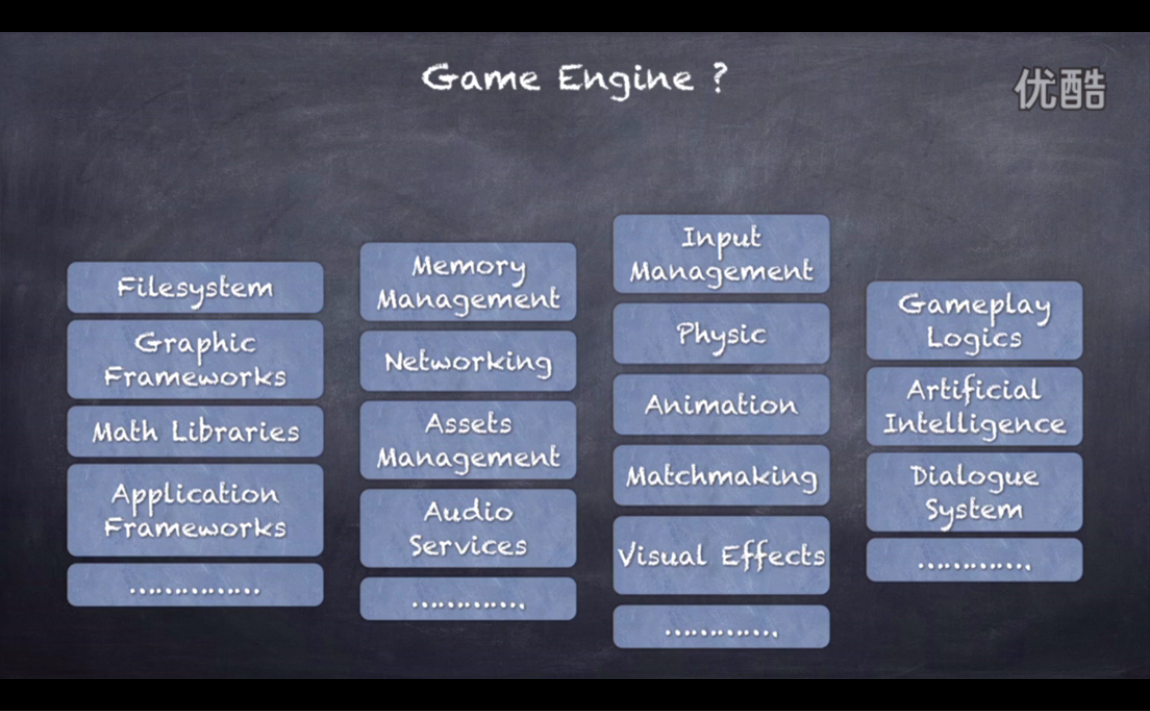 Game Engine ?
优酷
Filesystem
Graphic
Frameworks
Math Libraries
Application
Frameworks
...............
Memory
Management
Networking
Assets
Management
Audio
Services
.............
Input
Management
Physic
Animation
Matchmaking
Visual Effects
.............
Gameplay
Logics
Artificial
Intelligence
Dialogue
System
.............